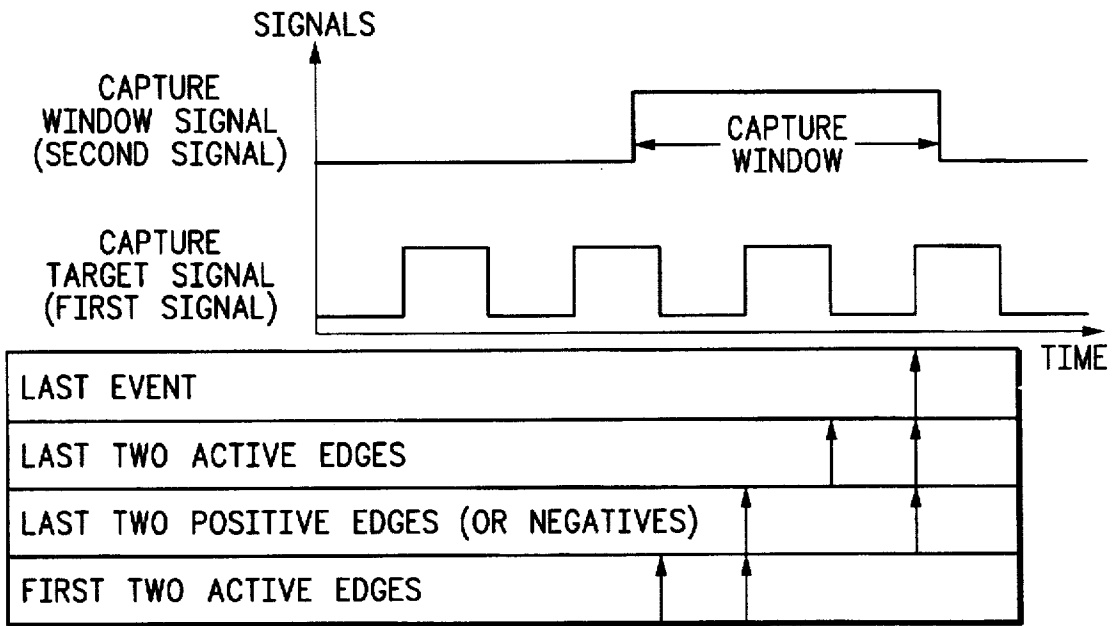 SIGNALS
CAPTURE
WINDOW SIGNAL
(SECOND SIGNAL)
CAPTURE
WINDOW
CAPTURE
TARGET SIGNAL
(FIRST SIGNAL)
TIME
LAST EVENT
LAST TWO ACTIVE EDGES
LAST TWO POSITIVE EDGES (OR NEGATIVES)
FIRST TWO ACTIVE EDGES